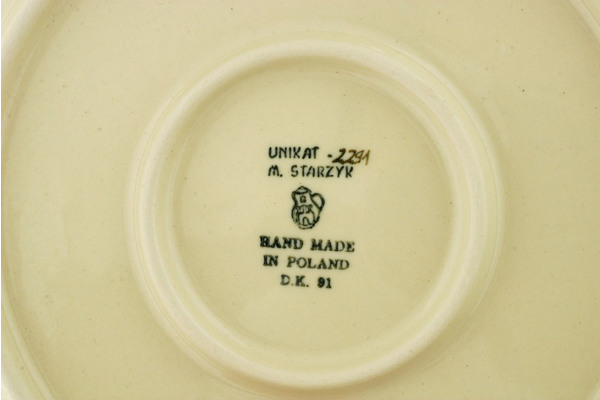 UNIKAT - 2291
M. STARZYK
HAND MADE
IN POLAND
D.K. 91